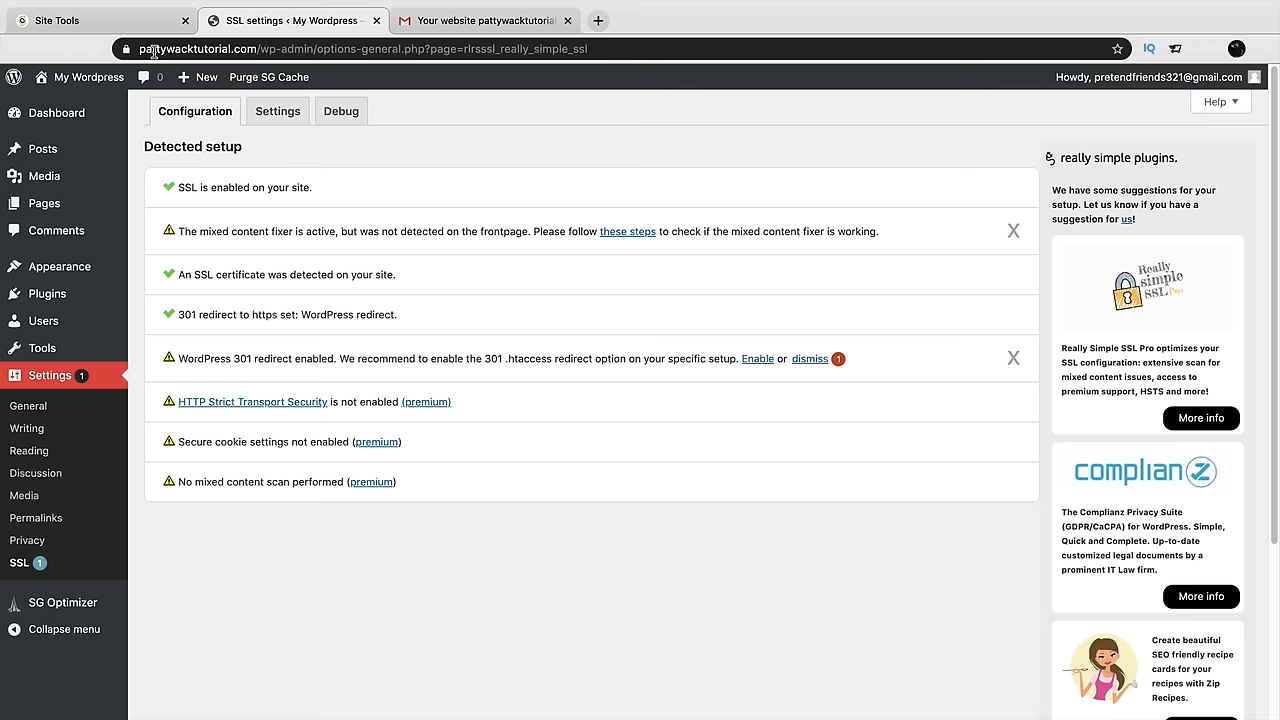 Site Tools
SSL settings ‹ My Wordpress –
Your website pattywacktutoria
pattywacktutorial.com/wp-admin/options-general.php?page=rlrsssl_really_simple_ssl
IQ
My Wordpress
0
New
Purge SG Cache
Howdy, pretendfriends321@gmail.com
Dashboard
Posts
Media
Pages
Comments
Appearance
Plugins
Users
Tools
Settings 1
General
Writing
Reading
Discussion
Media
Permalinks
Privacy
SSL 1
SG Optimizer
Collapse menu
Configuration
Settings
Debug
Help
Detected setup
SSL is enabled on your site.
The mixed content fixer is active, but was not detected on the frontpage. Please follow these steps to check if the mixed content fixer is working.
X
An SSL certificate was detected on your site.
301 redirect to https set: WordPress redirect.
WordPress 301 redirect enabled. We recommend to enable the 301 .htaccess redirect option on your specific setup. Enable or dismiss 1
X
HTTP Strict Transport Security is not enabled (premium)
Secure cookie settings not enabled (premium)
No mixed content scan performed (premium)
really simple plugins.
We have some suggestions for your
setup. Let us know if you have a
suggestion for us!
Really
simple
SSL Pro
Really Simple SSL Pro optimizes your
SSL configuration: extensive scan for
mixed content issues, access to
premium support, HSTS and more!
More info
complianZ
The Complianz Privacy Suite
(GDPR/CaCPA) for WordPress. Simple,
Quick and Complete. Up-to-date
customized legal documents by a
prominent IT Law firm.
More info
Create beautiful
SEO friendly recipe
cards for your
recipes with Zip
Recipes.